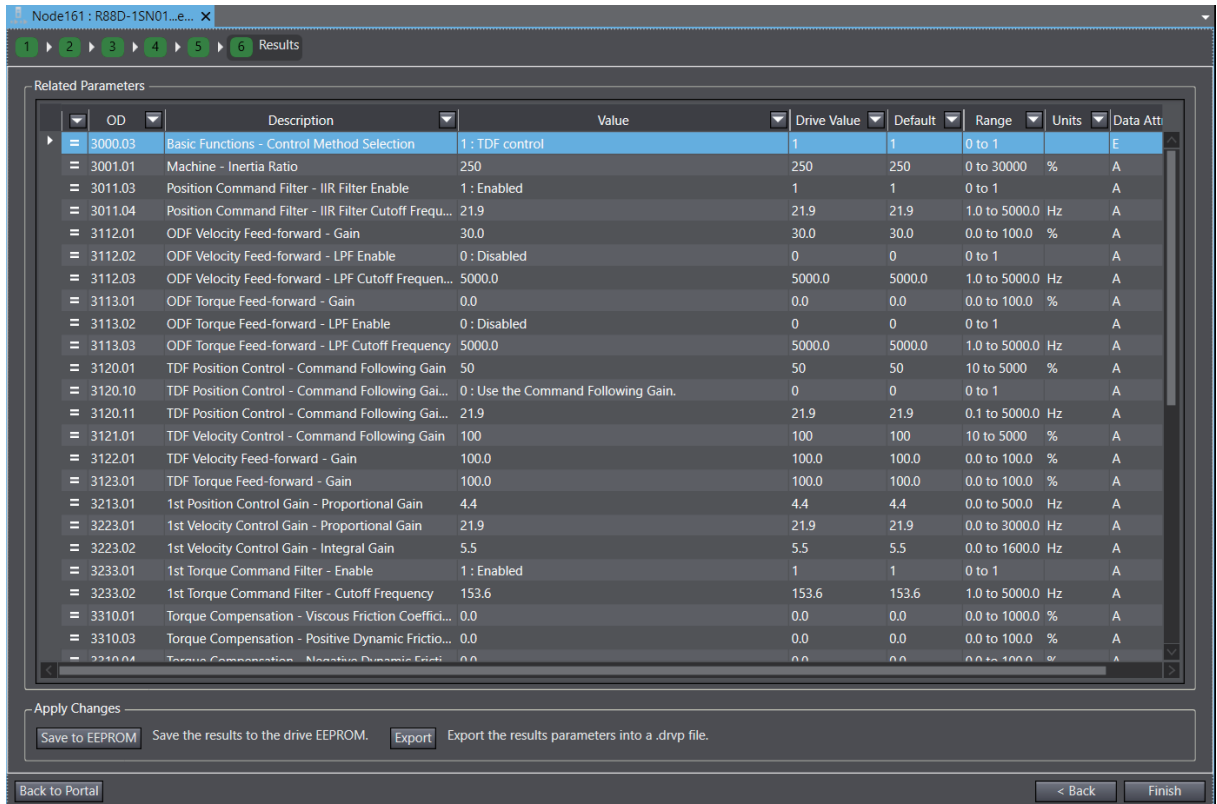 Node161 : R88D-1SN01...e... X
1 2 3 4 5 6 Results
Related Parameters
OD Description Value Drive Value Default Range Units Data Attr
= 3000.03 Basic Functions - Control Method Selection 1 : TDF control 1 1 0 to 1 E
= 3001.01 Machine - Inertia Ratio 250 250 250 0 to 30000 % A
= 3011.03 Position Command Filter - IIR Filter Enable 1 : Enabled 1 1 0 to 1 A
= 3011.04 Position Command Filter - IIR Filter Cutoff Frequ... 21.9 21.9 21.9 1.0 to 5000.0 Hz A
= 3112.01 ODF Velocity Feed-forward - Gain 30.0 30.0 30.0 0.0 to 100.0 % A
= 3112.02 ODF Velocity Feed-forward - LPF Enable 0 : Disabled 0 0 0 to 1 A
= 3112.03 ODF Velocity Feed-forward - LPF Cutoff Frequen... 5000.0 5000.0 5000.0 1.0 to 5000.0 Hz A
= 3113.01 ODF Torque Feed-forward - Gain 0.0 0.0 0.0 0.0 to 100.0 % A
= 3113.02 ODF Torque Feed-forward - LPF Enable 0 : Disabled 0 0 0 to 1 A
= 3113.03 ODF Torque Feed-forward - LPF Cutoff Frequency 5000.0 5000.0 5000.0 1.0 to 5000.0 Hz A
= 3120.01 TDF Position Control - Command Following Gain 50 50 50 10 to 5000 % A
= 3120.10 TDF Position Control - Command Following Gai... 0 : Use the Command Following Gain. 0 0 0 to 1 A
= 3120.11 TDF Position Control - Command Following Gai... 21.9 21.9 21.9 0.1 to 5000.0 Hz A
= 3121.01 TDF Velocity Control - Command Following Gain 100 100 100 10 to 5000 % A
= 3122.01 TDF Velocity Feed-forward - Gain 100.0 100.0 100.0 0.0 to 100.0 % A
= 3123.01 TDF Torque Feed-forward - Gain 100.0 100.0 100.0 0.0 to 100.0 % A
= 3213.01 1st Position Control Gain - Proportional Gain 4.4 4.4 4.4 0.0 to 500.0 Hz A
= 3223.01 1st Velocity Control Gain - Proportional Gain 21.9 21.9 21.9 0.0 to 3000.0 Hz A
= 3223.02 1st Velocity Control Gain - Integral Gain 5.5 5.5 5.5 0.0 to 1600.0 Hz A
= 3233.01 1st Torque Command Filter - Enable 1 : Enabled 1 1 0 to 1 A
= 3233.02 1st Torque Command Filter - Cutoff Frequency 153.6 153.6 153.6 1.0 to 5000.0 Hz A
= 3310.01 Torque Compensation - Viscous Friction Coeffici... 0.0 0.0 0.0 0.0 to 1000.0 % A
= 3310.03 Torque Compensation - Positive Dynamic Frictio... 0.0 0.0 0.0 0.0 to 100.0 % A
= 3310.04 Torque Compensation - Negative Dynamic Fricti... 0.0 0.0 0.0 0.0 to 100.0 % A
Apply Changes
Save to EEPROM Save the results to the drive EEPROM. Export Export the results parameters into a .drvp file.
Back to Portal < Back Finish